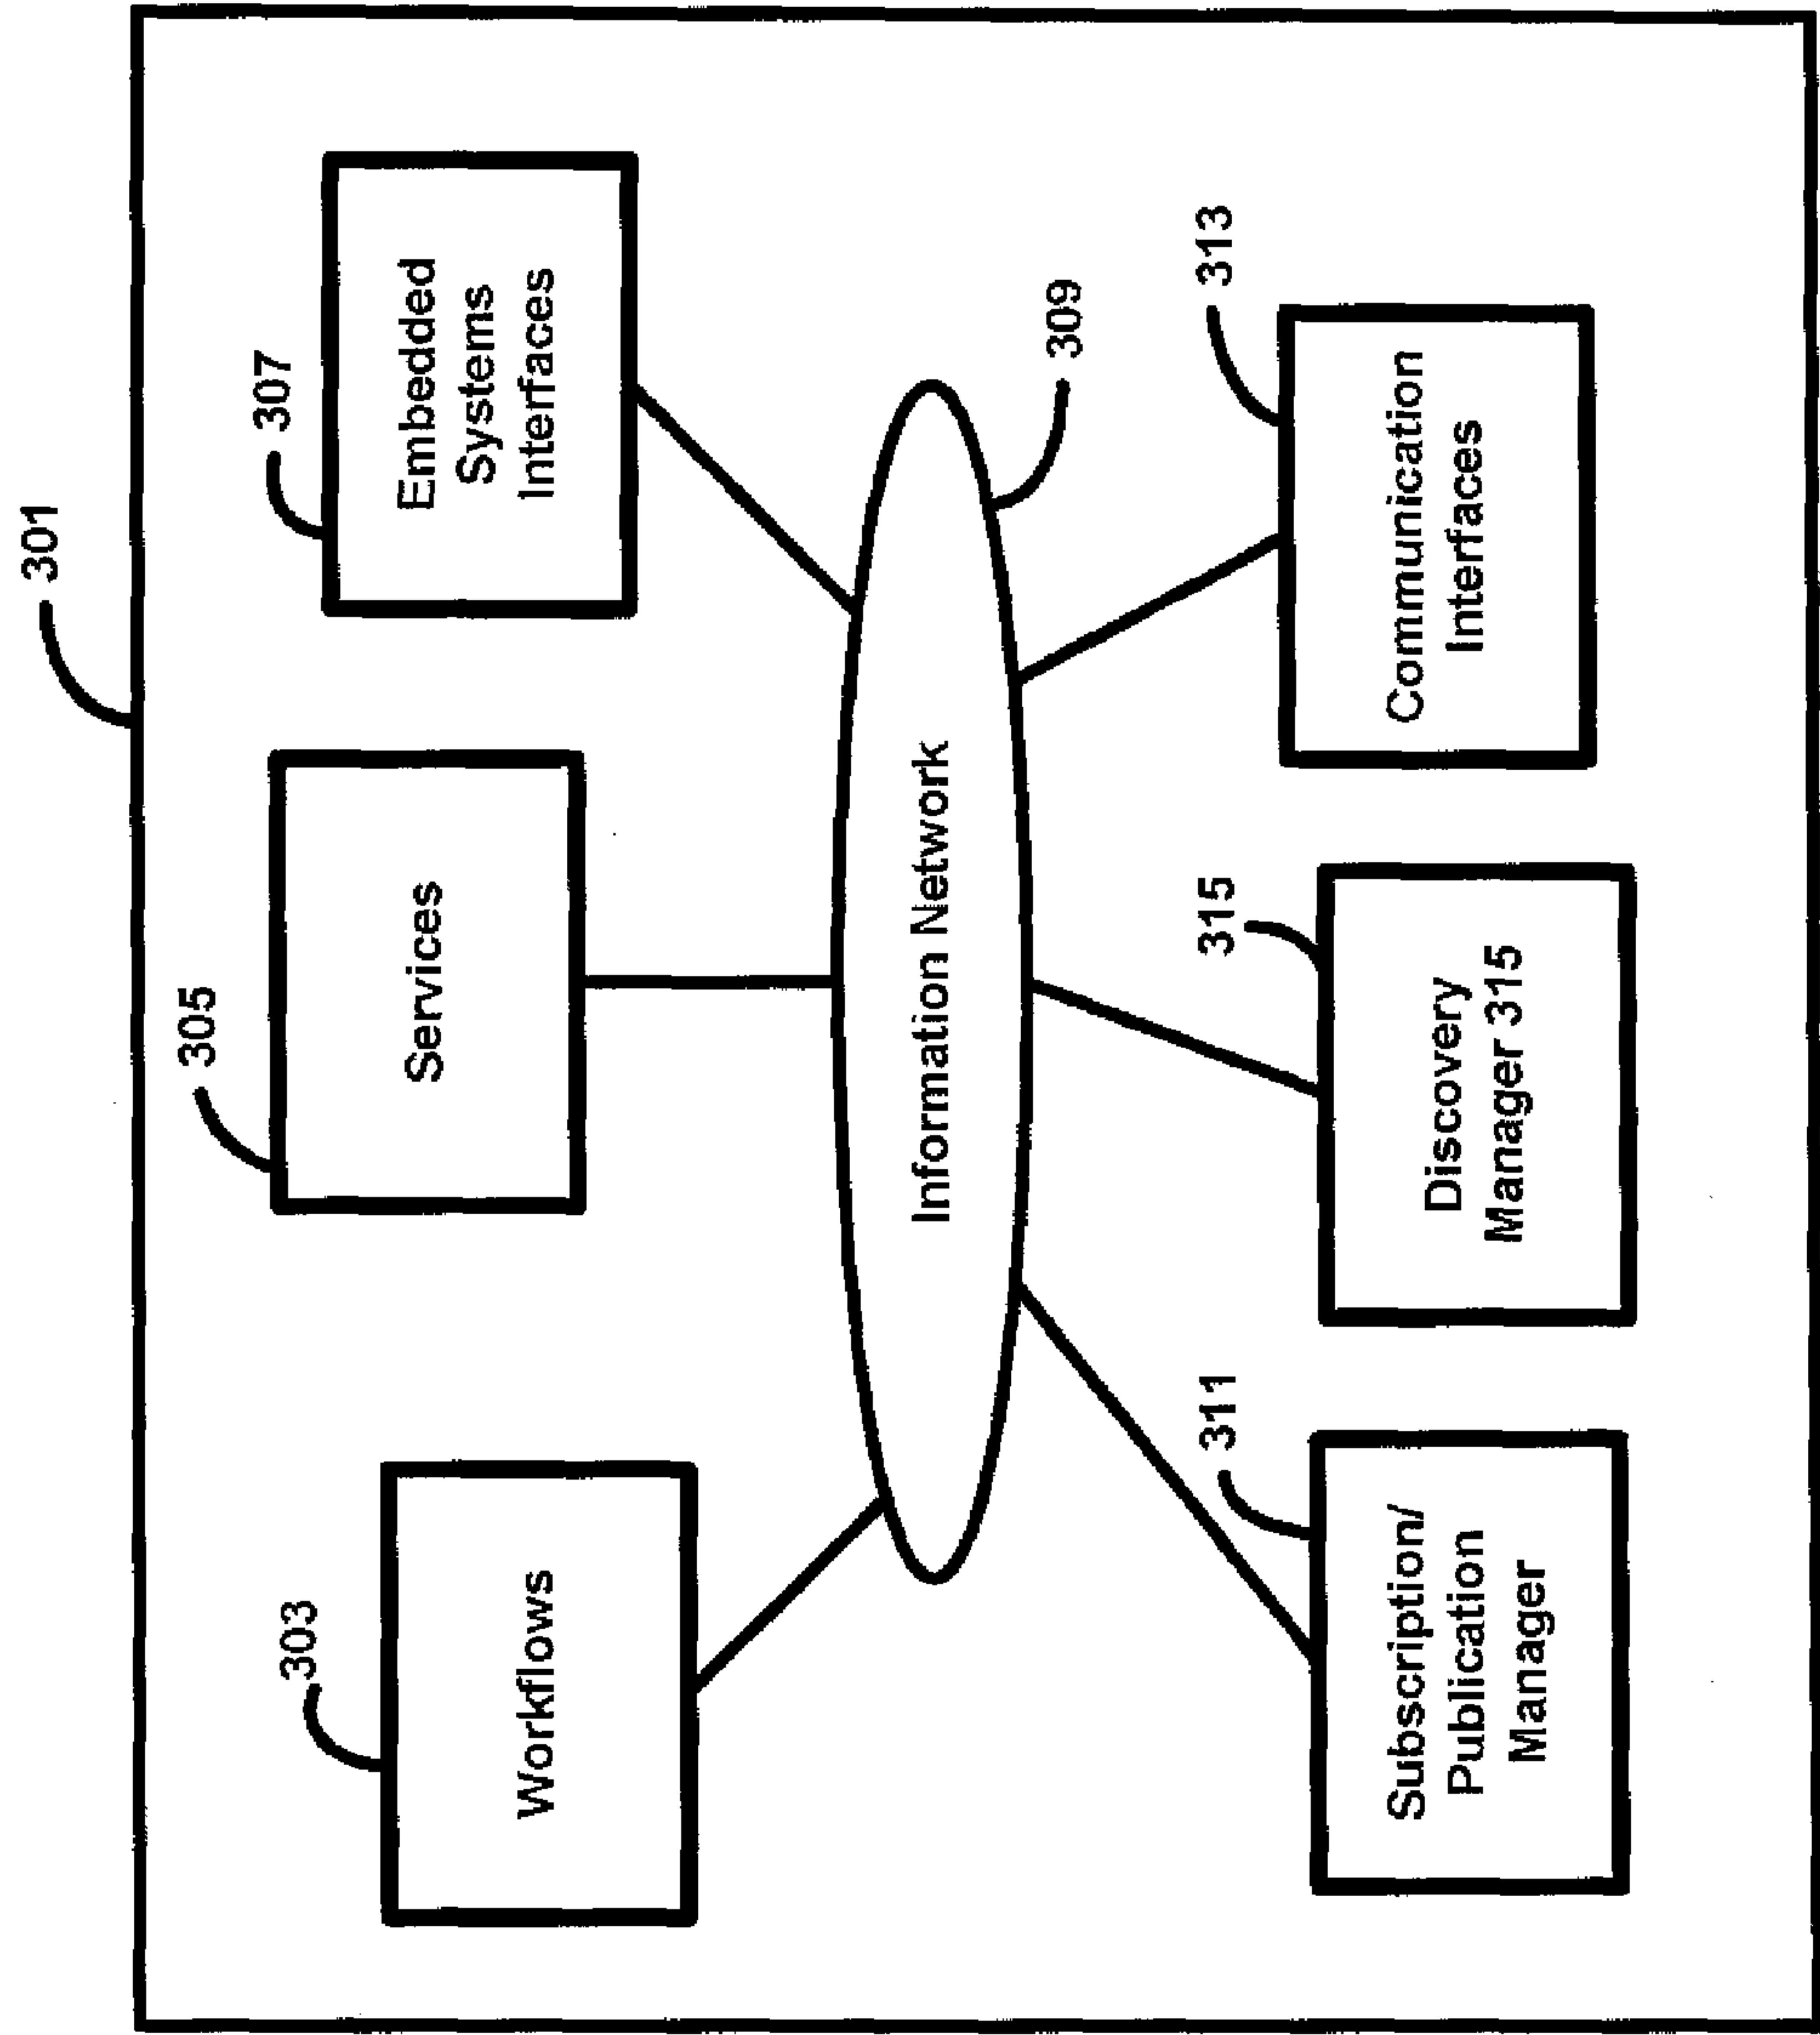 301
303
Workflows
305
Services
307
Embedded
Systems
Interfaces
Information Network
309
311
Subscription/
Publication
Manager
315
Discovery
Manager 315
313
Communication
Interfaces